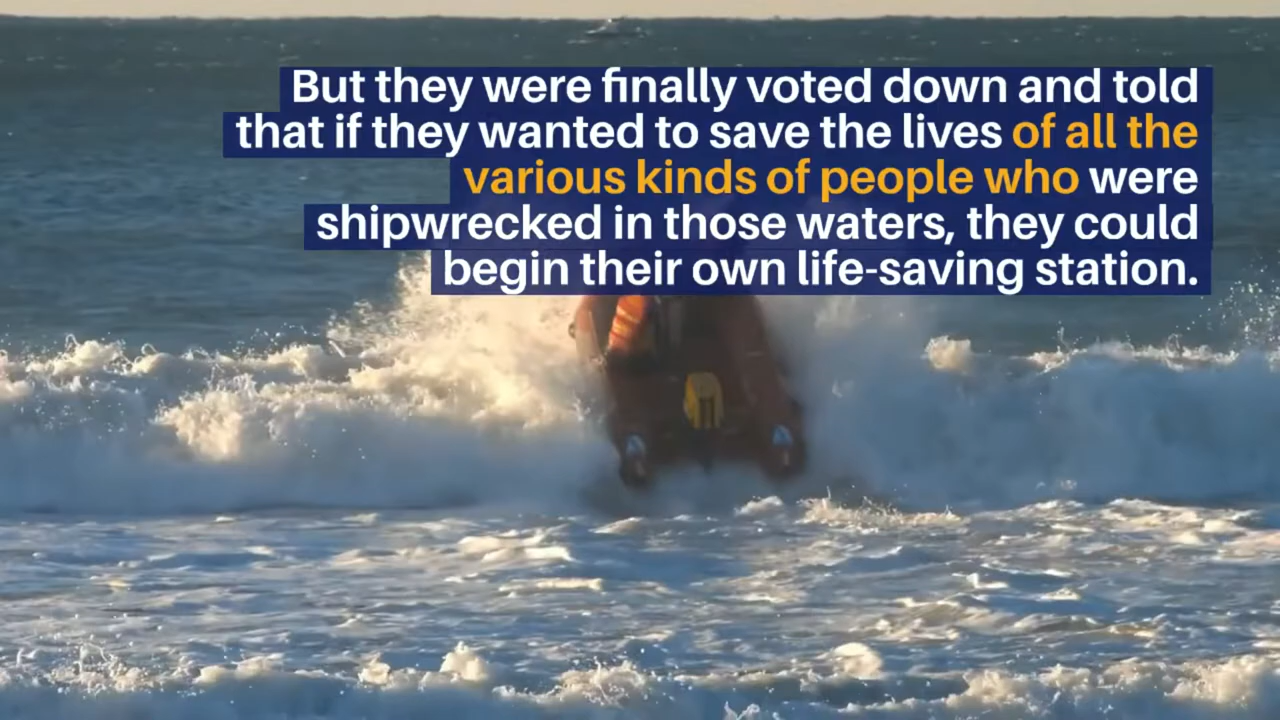 But they were finally voted down and told
that if they wanted to save the lives of all the
various kinds of people who were
shipwrecked in those waters, they could
begin their own life-saving station.